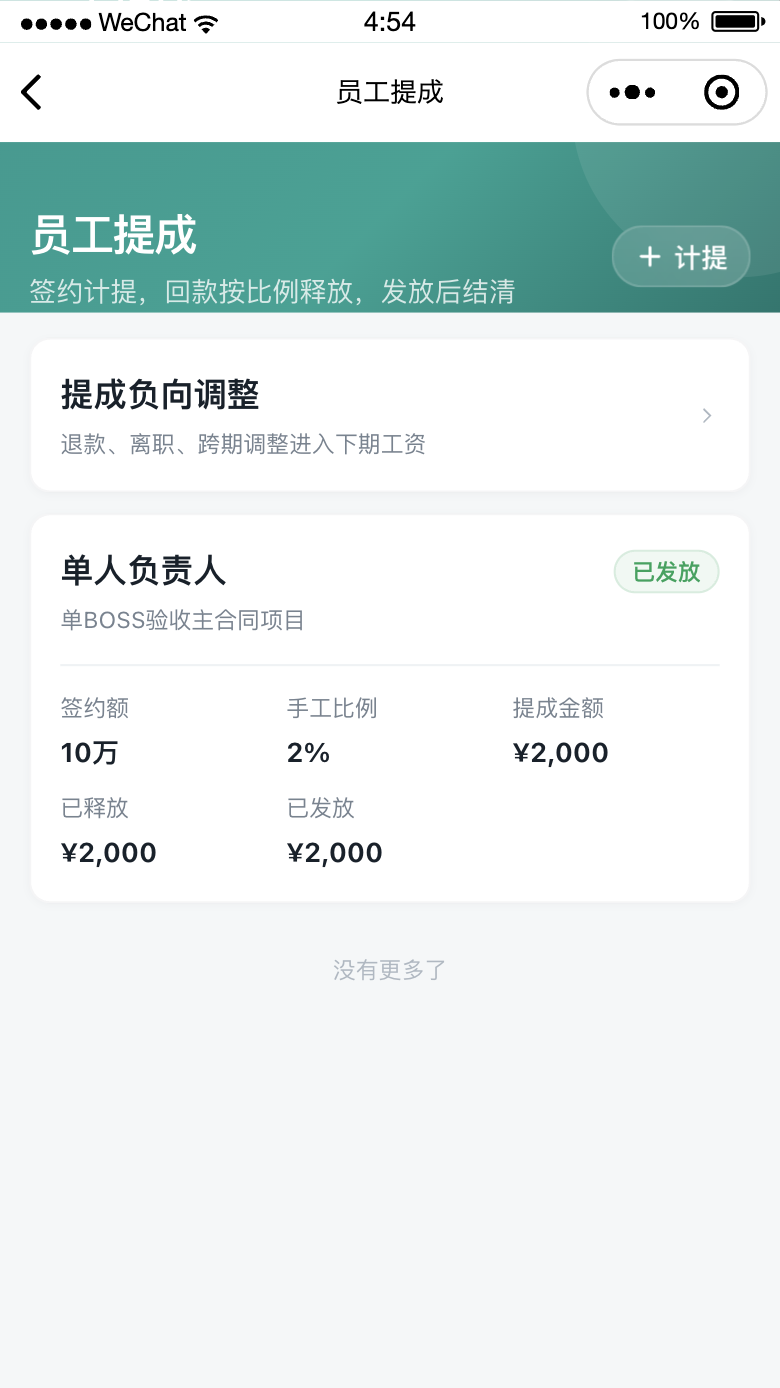 WeChat 4:54 100%
员工提成
员工提成
签约计提，回款按比例释放，发放后结清
+ 计提
提成负向调整
退款、离职、跨期调整进入下期工资
单人负责人 已发放
单BOSS验收主合同项目
签约额 手工比例 提成金额
10万 2% ¥2,000
已释放 已发放
¥2,000 ¥2,000
没有更多了